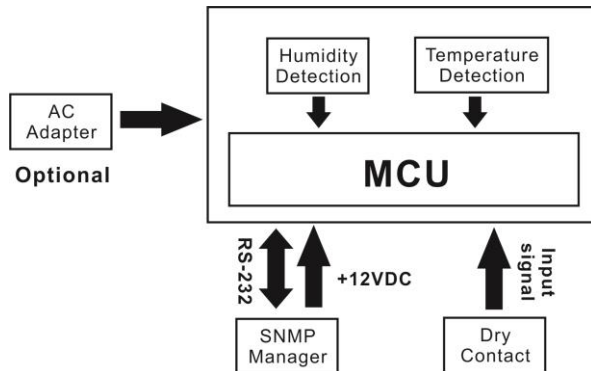 Humidity
Detection
Temperature
Detection
AC
Adapter
Optional
MCU
RS-232
+12VDC
Input
signal
SNMP
Manager
Dry
Contact